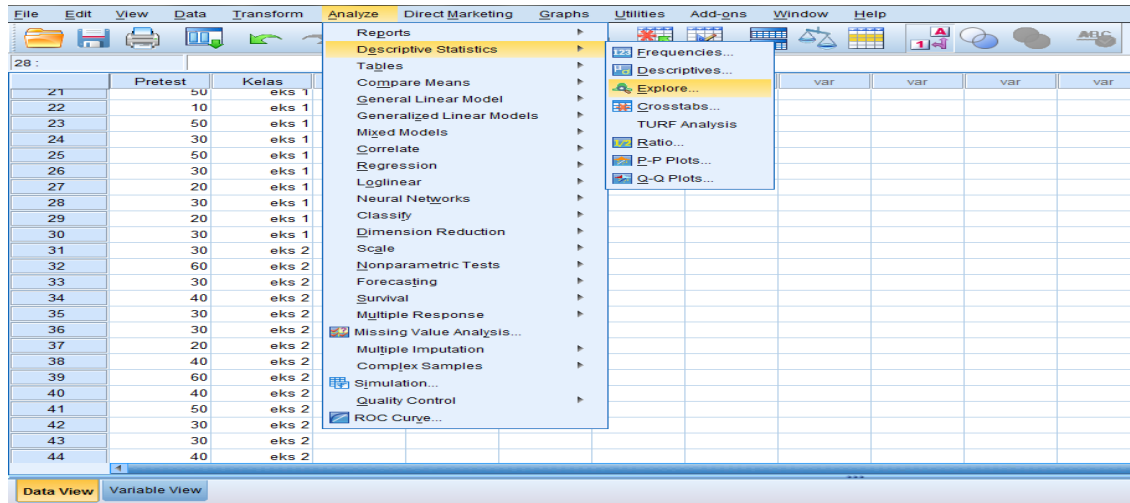 File Edit View Data Transform Analyze Direct Marketing Graphs Utilities Add-ons Window Help
28 :
Pretest Kelas var var var var
21 50 eks 1
22 10 eks 1
23 50 eks 1
24 30 eks 1
25 50 eks 1
26 30 eks 1
27 20 eks 1
28 30 eks 1
29 20 eks 1
30 30 eks 1
31 30 eks 2
32 60 eks 2
33 30 eks 2
34 40 eks 2
35 30 eks 2
36 30 eks 2
37 20 eks 2
38 40 eks 2
39 60 eks 2
40 40 eks 2
41 50 eks 2
42 30 eks 2
43 30 eks 2
44 40 eks 2
Reports
Descriptive Statistics
Tables
Compare Means
General Linear Model
Generalized Linear Models
Mixed Models
Correlate
Regression
Loglinear
Neural Networks
Classify
Dimension Reduction
Scale
Nonparametric Tests
Forecasting
Survival
Multiple Response
Missing Value Analysis...
Multiple Imputation
Complex Samples
Simulation...
Quality Control
ROC Curve...
Frequencies...
Descriptives...
Explore...
Crosstabs...
TURF Analysis
Ratio...
P-P Plots...
Q-Q Plots...
Data View Variable View